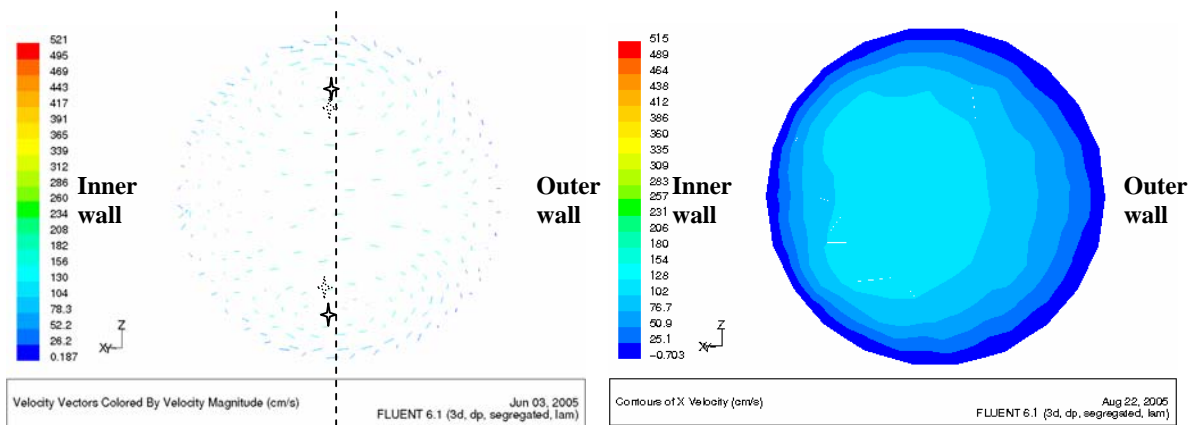 521
495
469
443
417
391
365
339
312
286
260
234
208
182
156
130
104
78.3
52.2
26.2
0.187
Inner
wall
Outer
wall
Z
XY
Velocity Vectors Colored By Velocity Magnitude (cm/s)
Jun 03, 2005
FLUENT 6.1 (3d, dp, segregated, lam)
515
489
464
438
412
386
360
335
309
283
257
231
206
180
154
128
102
76.7
50.9
25.1
-0.703
Inner
wall
Outer
wall
Z
XY
Contours of X Velocity (cm/s)
Aug 22, 2005
FLUENT 6.1 (3d, dp, segregated, lam)